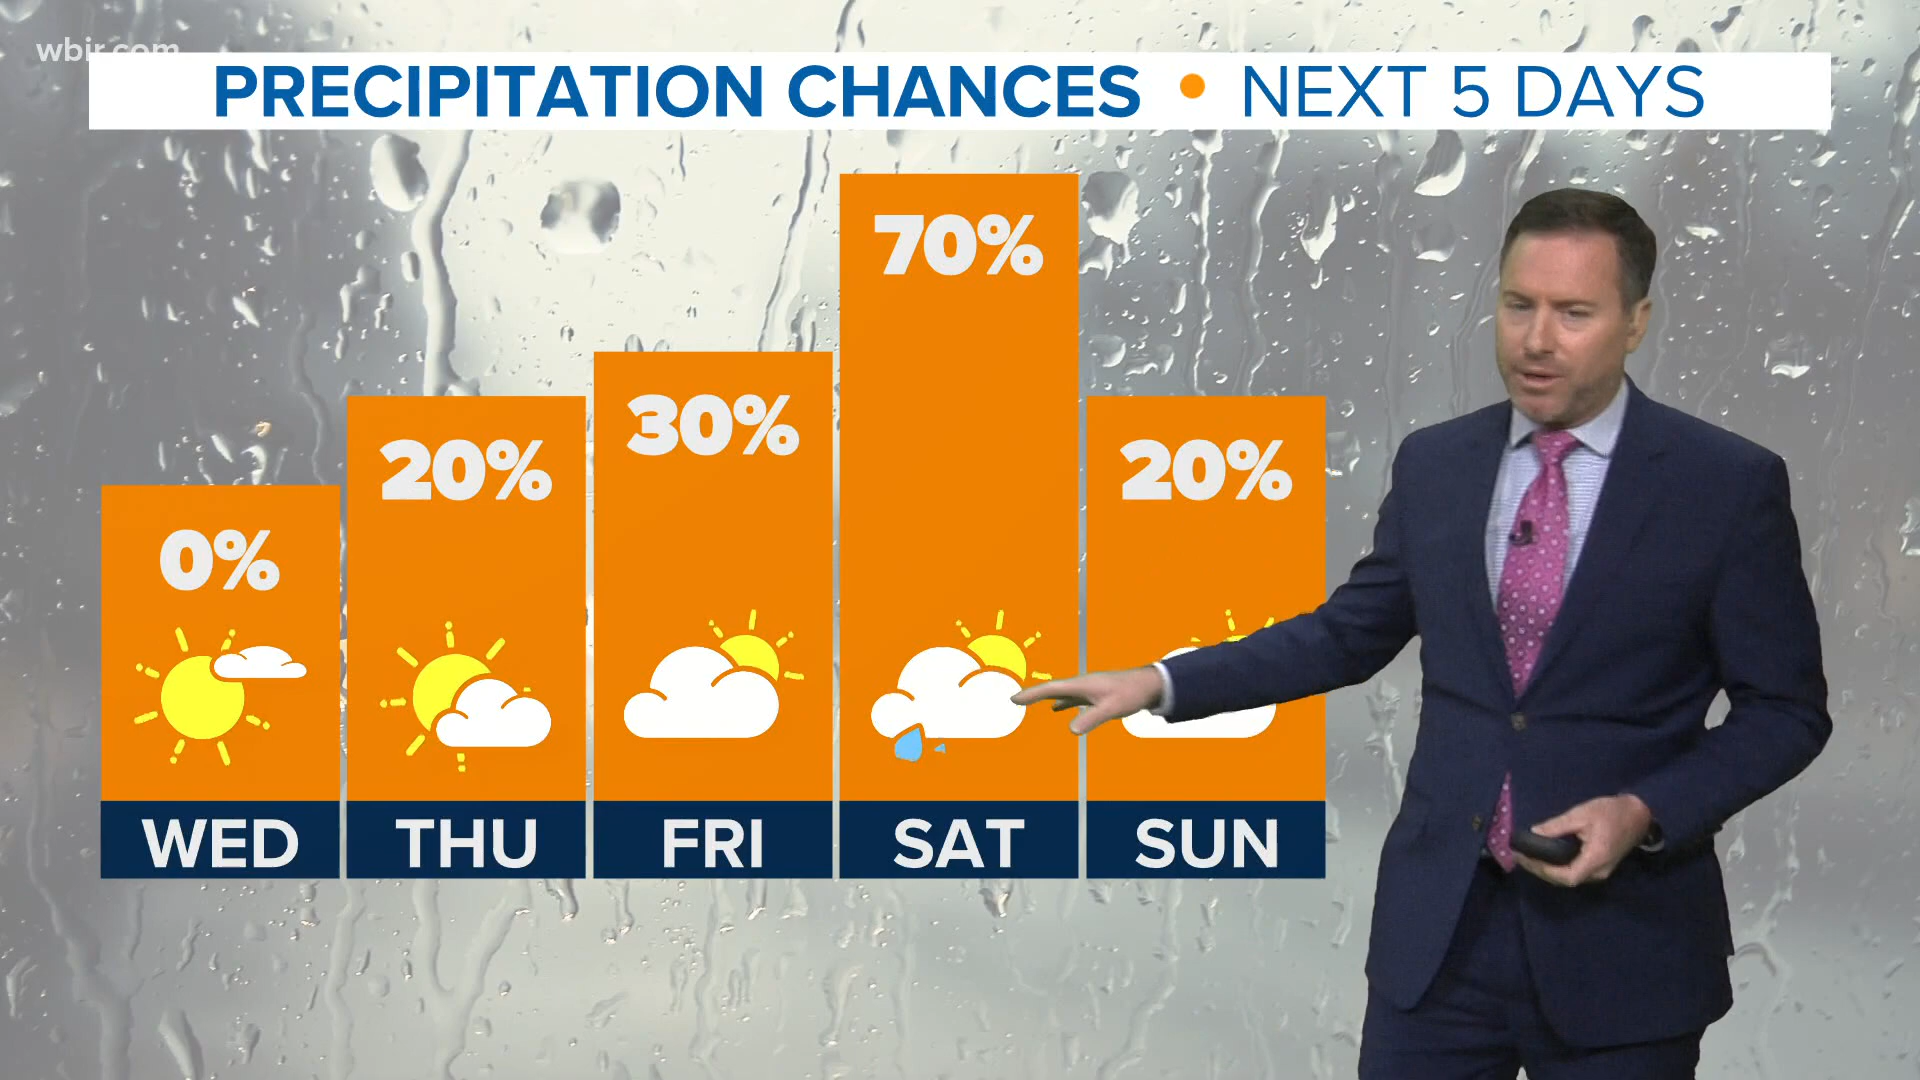 wbir.com
PRECIPITATION CHANCES • NEXT 5 DAYS
0% 20% 30% 70% 20%
WED THU FRI SAT SUN